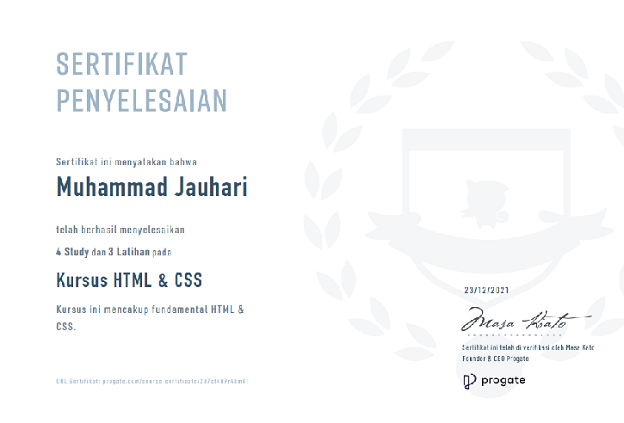 SERTIFIKAT
PENYELESAIAN
Sertifikat ini menyatakan bahwa
Muhammad Jauhari
telah berhasil menyelesaikan
4 Study dan 3 Latihan pada
Kursus HTML & CSS
Kursus ini mencakup fundamental HTML &
CSS.
URL Sertifikat: progate.com/course_certificate/
23/12/2021
Masa Kato
Sertifikat ini telah di verifikasi oleh Masa Kato
Founder & CEO Progate
progate